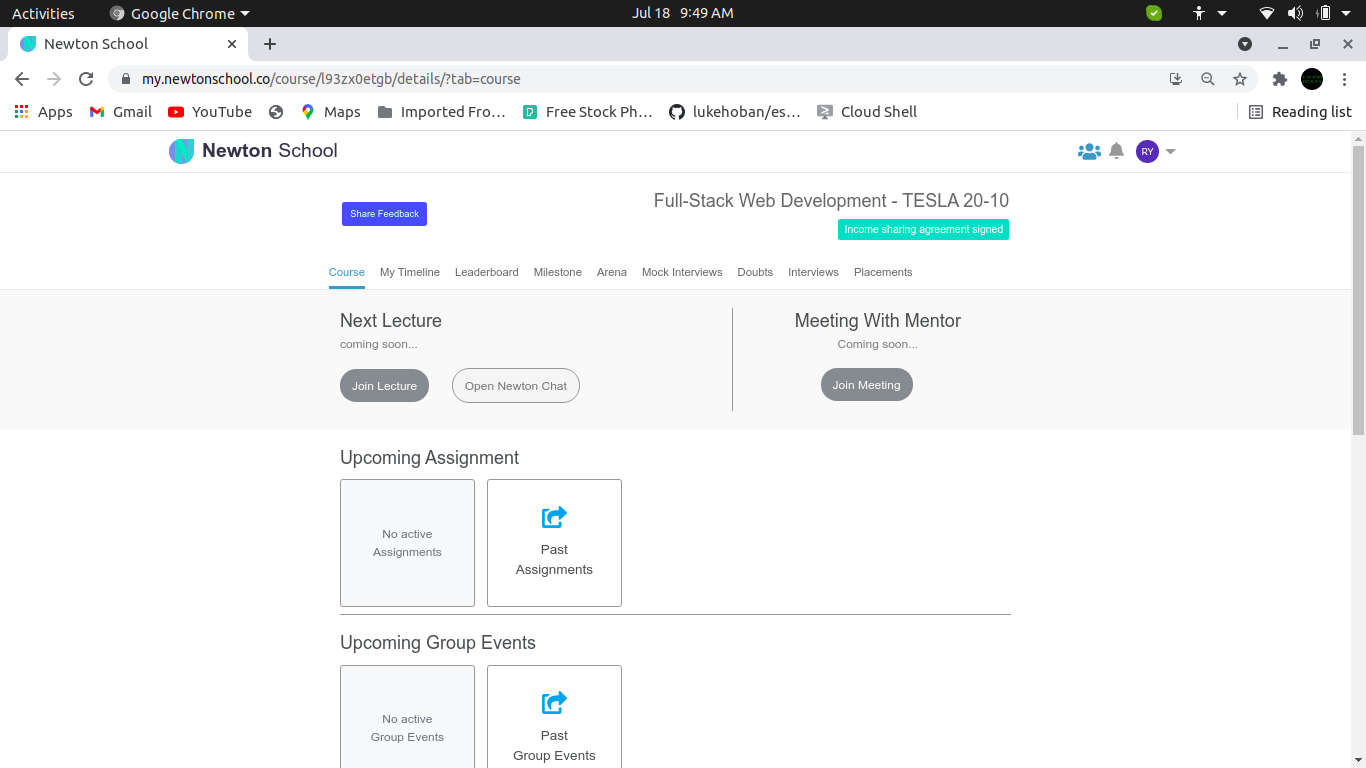 Activities Google Chrome Jul 18 9:49 AM
Newton School
my.newtonschool.co/course/l93zx0etgb/details/?tab=course
Apps Gmail YouTube Maps Imported Fro... Free Stock Ph... lukehoban/es... Cloud Shell Reading list
Newton School RY
Full-Stack Web Development - TESLA 20-10
Share Feedback
Income sharing agreement signed
Course My Timeline Leaderboard Milestone Arena Mock Interviews Doubts Interviews Placements
Next Lecture
coming soon...
Join Lecture Open Newton Chat
Meeting With Mentor
Coming soon...
Join Meeting
Upcoming Assignment
No active
Assignments
Past
Assignments
Upcoming Group Events
No active
Group Events
Past
Group Events